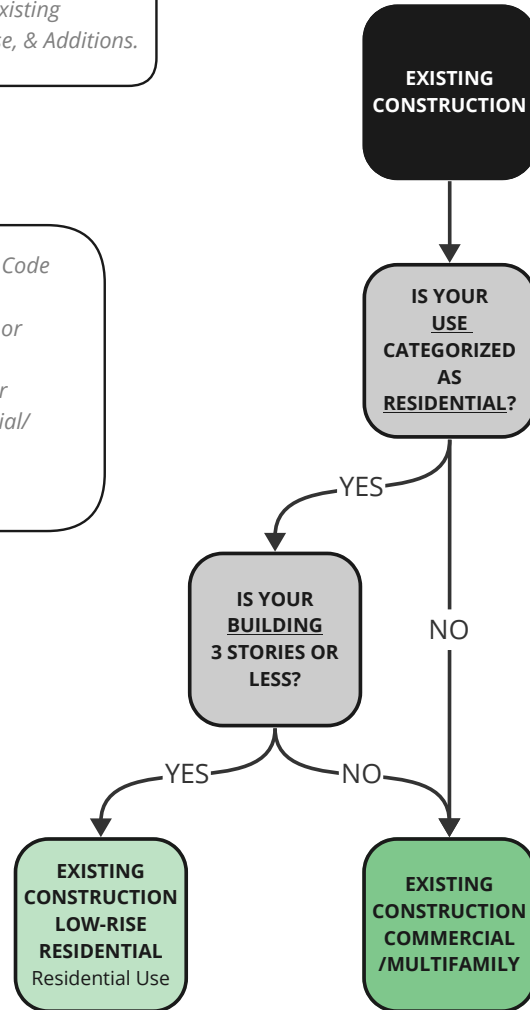 xisting
se, & Additions.
EXISTING
CONSTRUCTION
Code
or
r
ial/
IS YOUR
USE
CATEGORIZED
AS
RESIDENTIAL?
YES
IS YOUR
BUILDING
3 STORIES OR
LESS?
NO
YES
NO
EXISTING
CONSTRUCTION
LOW-RISE
RESIDENTIAL
Residential Use
EXISTING
CONSTRUCTION
COMMERCIAL
/MULTIFAMILY